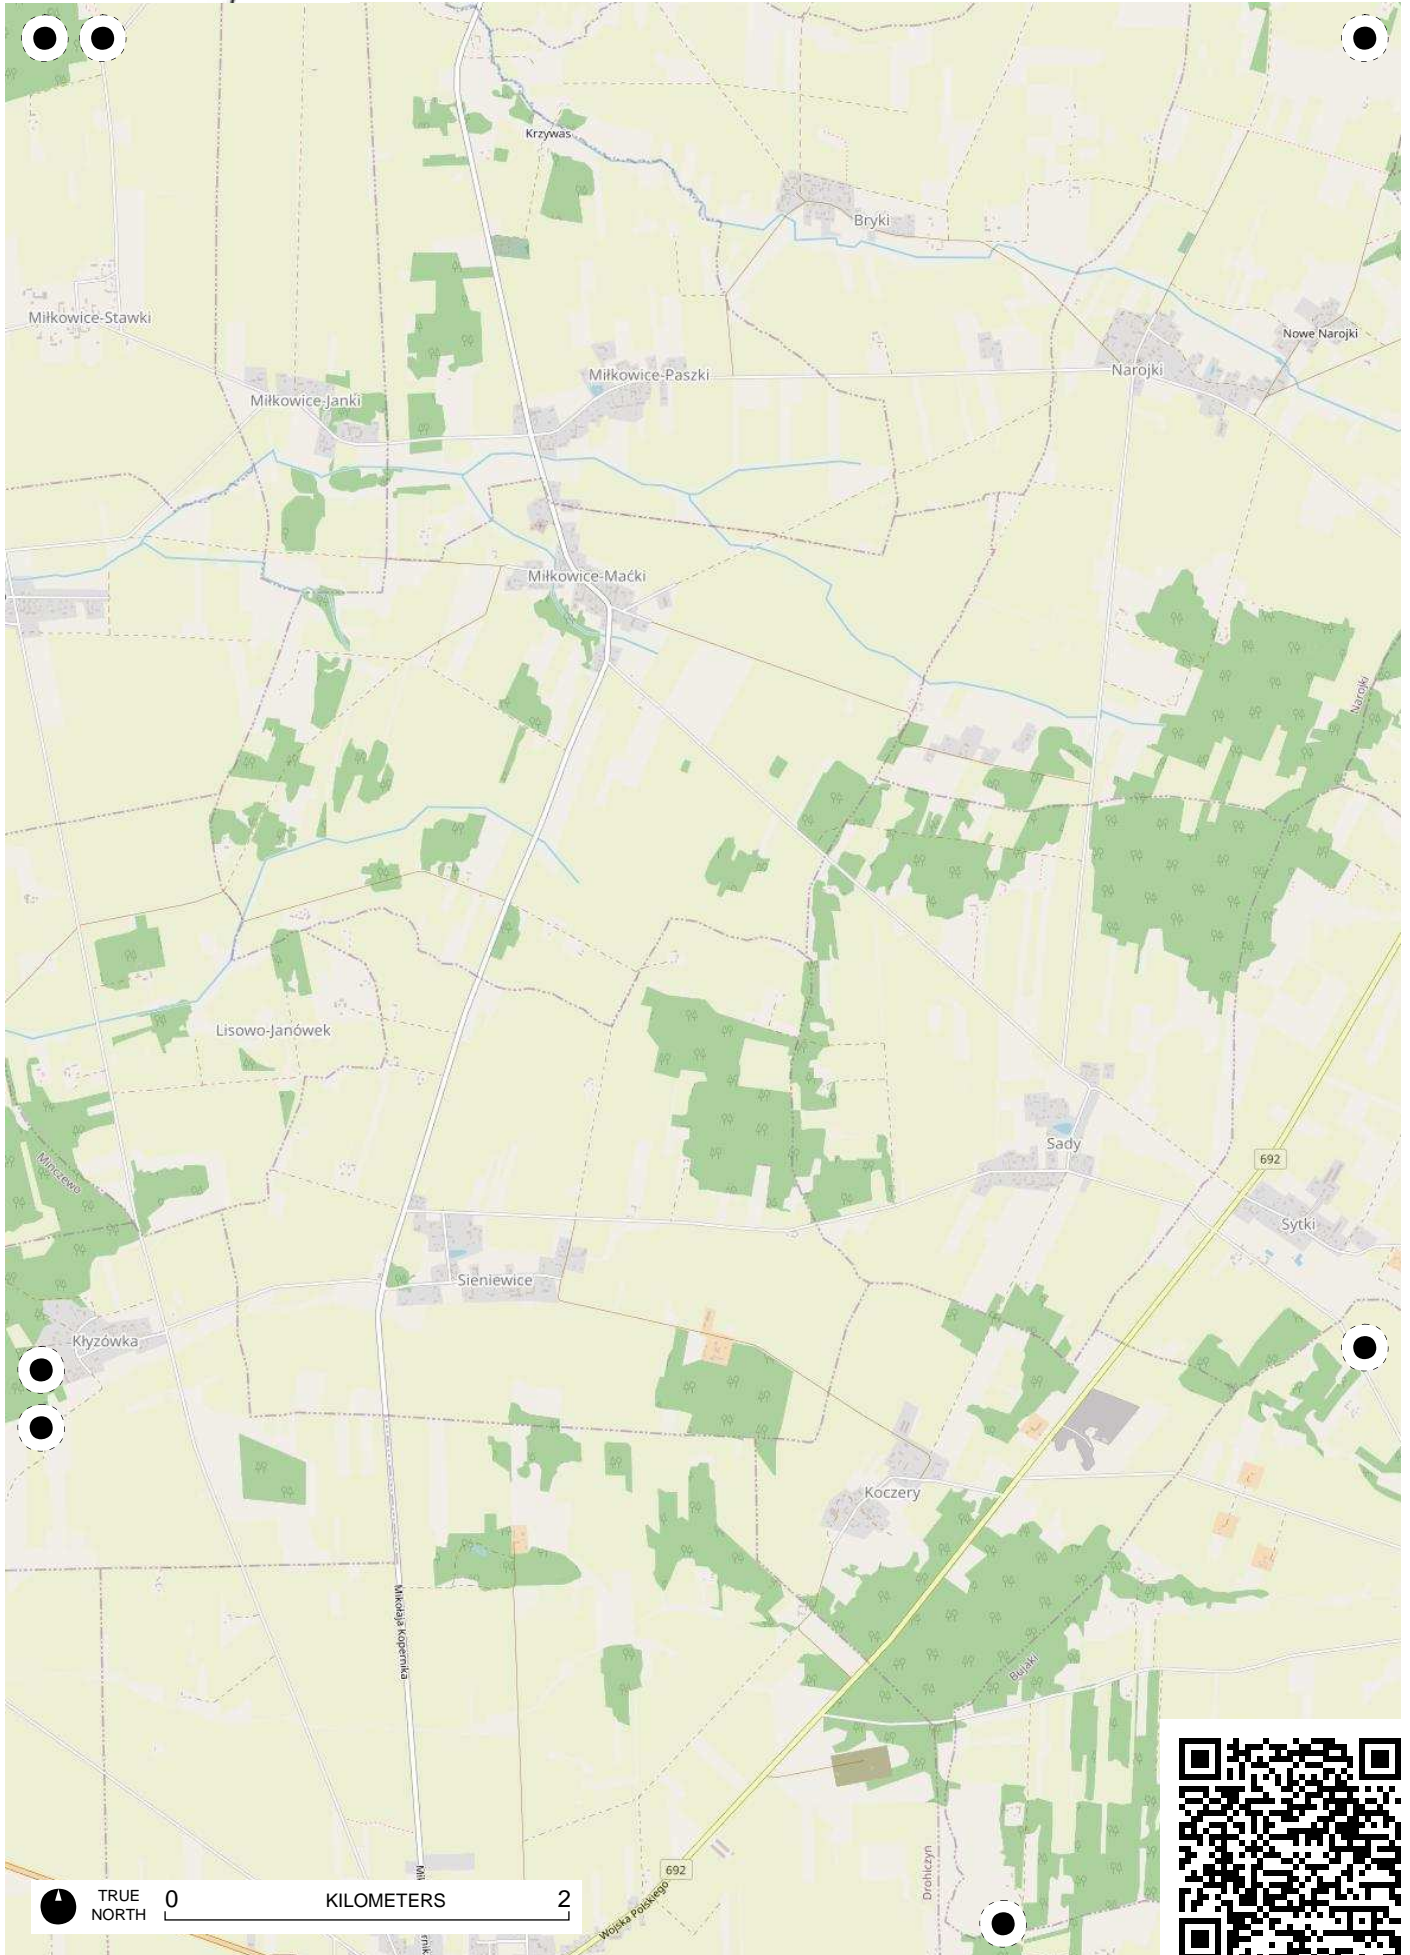 Krzywas
Bryki
Miłkowice-Stawki
Nowe Narojki
Miłkowice-Paszki
Narojki
Miłkowice-Janki
Miłkowice-Maćki
Narojki
Lisowo-Janówek
Sady
692
Minczewo
Sytki
Sieniewice
Kłyzówka
Koczery
Mikołaja Kopernika
Bujaki
Drohiczyn
692
Wojska Polskiego
TRUE
NORTH
0
KILOMETERS
2